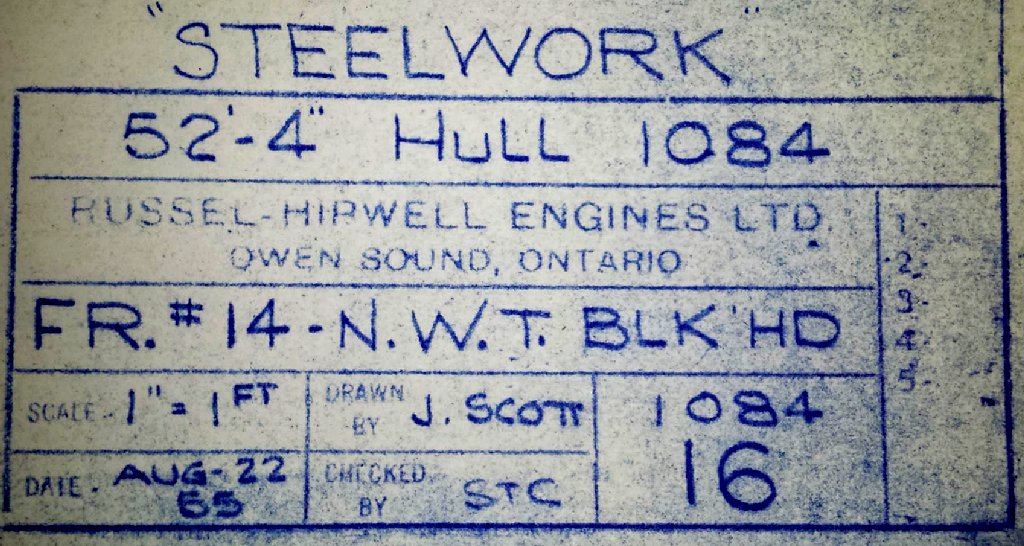 "STEELWORK"
52'-4" HULL 1084
RUSSEL-HIPWELL ENGINES LTD.
OWEN SOUND, ONTARIO
1-
2-
3-
4-
5-
FR. #14 - N.W.T. BLK'HD
SCALE - 1" = 1 FT
DRAWN BY J. SCOTT
DATE - AUG-22 65
CHECKED BY STC
1084
16